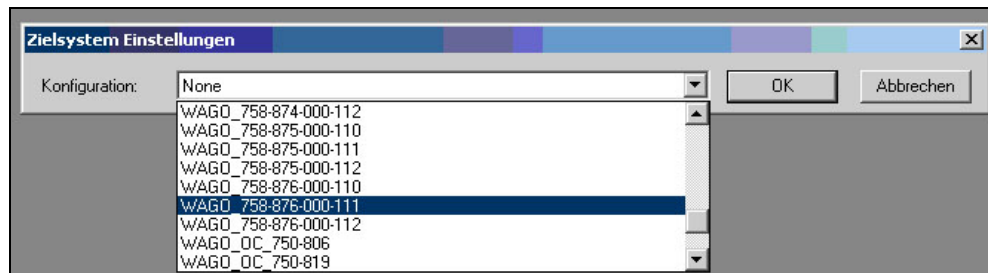 Zielsystem Einstellungen
Konfiguration: None OK Abbrechen
WAGO_758-874-000-112
WAGO_758-875-000-110
WAGO_758-875-000-111
WAGO_758-875-000-112
WAGO_758-876-000-110
WAGO_758-876-000-111
WAGO_758-876-000-112
WAGO_OC_750-806
WAGO_OC_750-819